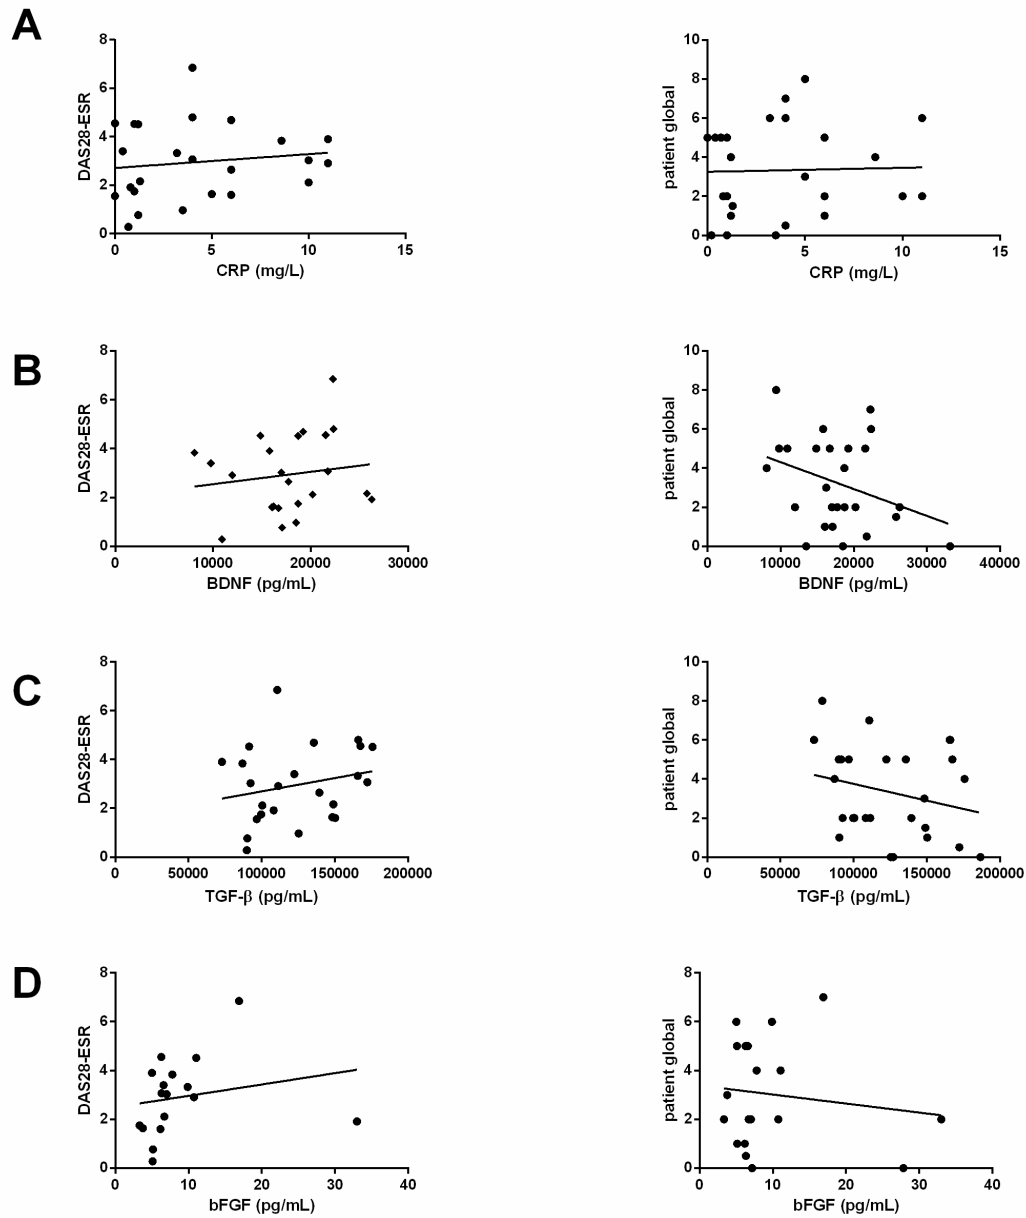 A
DAS28-ESR
8
6
4
2
0
0 5 10 15
CRP (mg/L)
patient global
10
8
6
4
2
0
0 5 10 15
CRP (mg/L)
B
DAS28-ESR
8
6
4
2
0
0 10000 20000 30000
BDNF (pg/mL)
patient global
10
8
6
4
2
0
0 10000 20000 30000 40000
BDNF (pg/mL)
C
DAS28-ESR
8
6
4
2
0
0 50000 100000 150000 200000
TGF-β (pg/mL)
patient global
10
8
6
4
2
0
0 50000 100000 150000 200000
TGF-β (pg/mL)
D
DAS28-ESR
8
6
4
2
0
0 10 20 30 40
bFGF (pg/mL)
patient global
8
6
4
2
0
0 10 20 30 40
bFGF (pg/mL)